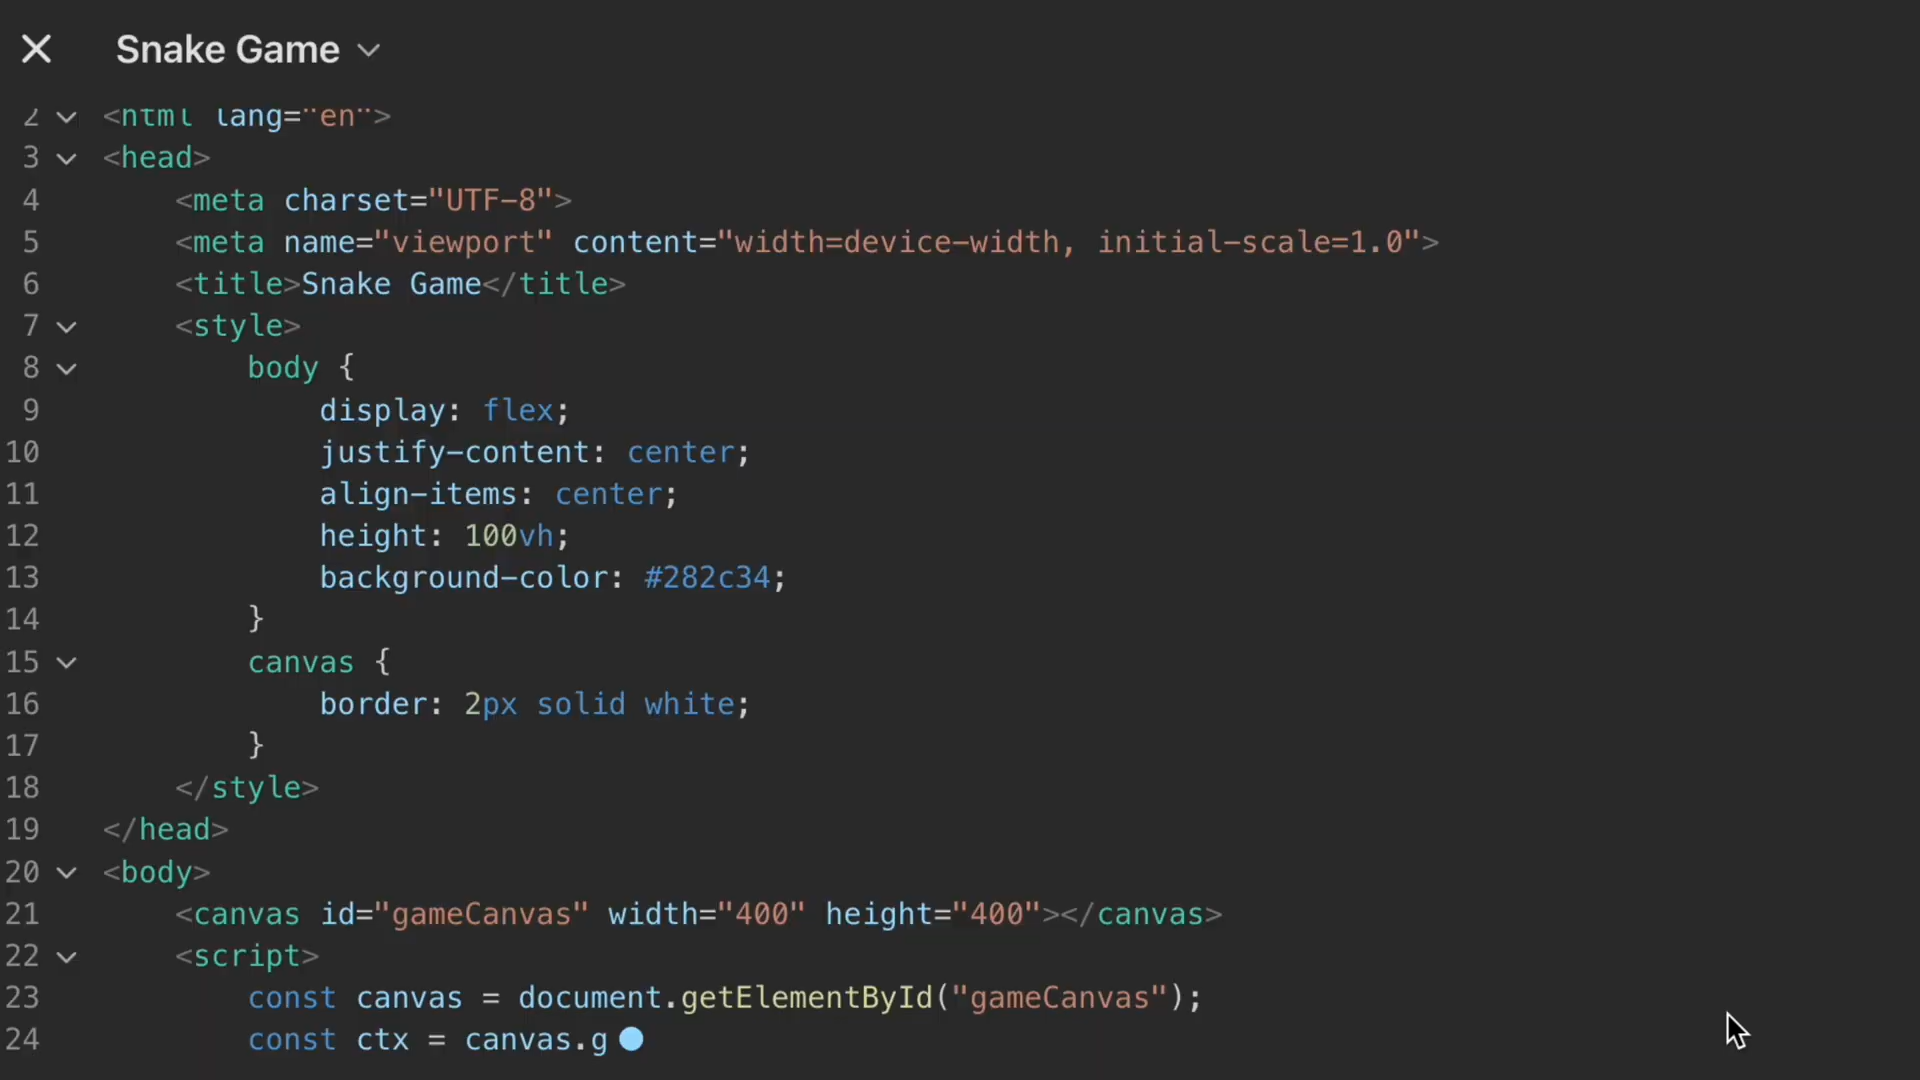 Snake Game
2 <html lang="en">
3 <head>
4 <meta charset="UTF-8">
5 <meta name="viewport" content="width=device-width, initial-scale=1.0">
6 <title>Snake Game</title>
7 <style>
8 body {
9 display: flex;
10 justify-content: center;
11 align-items: center;
12 height: 100vh;
13 background-color: #282c34;
14 }
15 canvas {
16 border: 2px solid white;
17 }
18 </style>
19 </head>
20 <body>
21 <canvas id="gameCanvas" width="400" height="400"></canvas>
22 <script>
23 const canvas = document.getElementById("gameCanvas");
24 const ctx = canvas.g